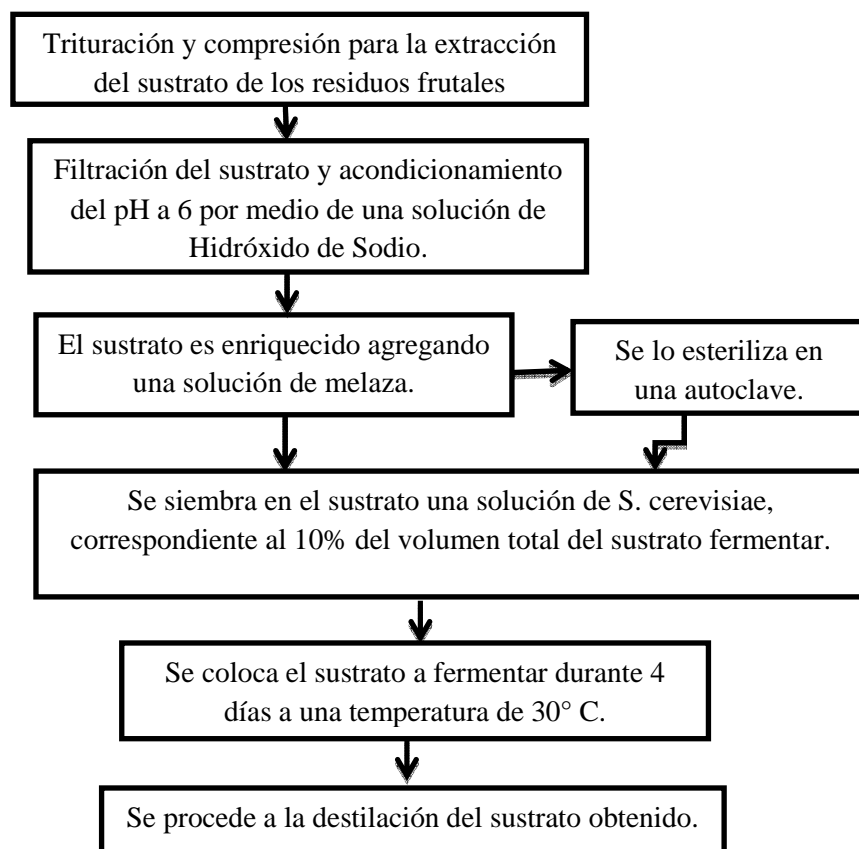 Trituración y compresión para la extracción
del sustrato de los residuos frutales
Filtración del sustrato y acondicionamiento
del pH a 6 por medio de una solución de
Hidróxido de Sodio.
El sustrato es enriquecido agregando
una solución de melaza.
Se lo esteriliza en
una autoclave.
Se siembra en el sustrato una solución de S. cerevisiae,
correspondiente al 10% del volumen total del sustrato fermentar.
Se coloca el sustrato a fermentar durante 4
días a una temperatura de 30° C.
Se procede a la destilación del sustrato obtenido.